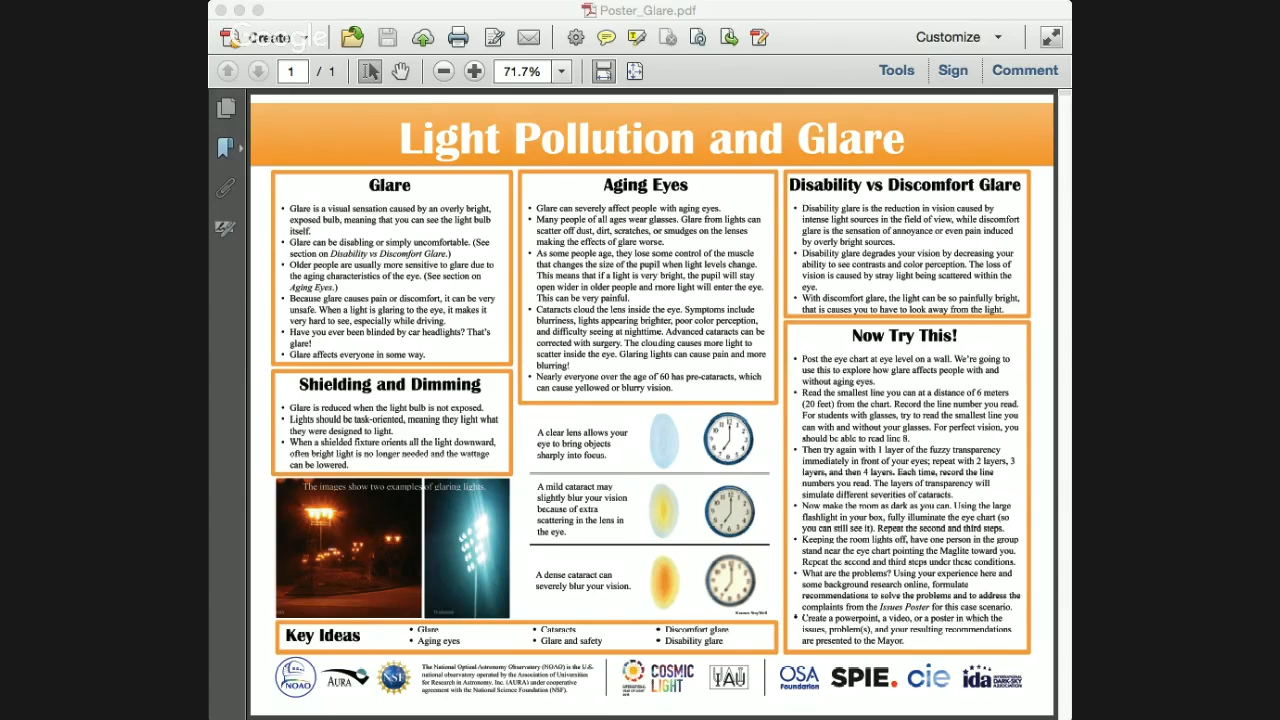 Poster_Glare.pdf
Create
Google
Customize
1 / 1
71.7%
Tools
Sign
Comment
Light Pollution and Glare
Glare
• Glare is a visual sensation caused by an overly bright,
exposed bulb, meaning that you can see the light bulb
itself.
• Glare can be disabling or simply uncomfortable. (See
section on Disability vs Discomfort Glare.)
• Older people are usually more sensitive to glare due to
the aging characteristics of the eye. (See section on
Aging Eyes.)
• Because glare causes pain or discomfort, it can be very
unsafe. When a light is glaring to the eye, it makes it
very hard to see, especially while driving.
• Have you ever been blinded by car headlights? That's
glare!
• Glare affects everyone in some way.
Shielding and Dimming
• Glare is reduced when the light bulb is not exposed.
• Lights should be task-oriented, meaning they light what
they were designed to light.
• When a shielded fixture orients all the light downward,
often bright light is no longer needed and the wattage
can be lowered.
The images show two examples of glaring lights.
Aging Eyes
• Glare can severely affect people with aging eyes.
• Many people of all ages wear glasses. Glare from lights can
scatter off dust, dirt, scratches, or smudges on the lenses
making the effects of glare worse.
• As some people age, they lose some control of the muscle
that changes the size of the pupil when light levels change.
This means that if a light is very bright, the pupil will stay
open wider in older people and more light will enter the eye.
This can be very painful.
• Cataracts cloud the lens inside the eye. Symptoms include
blurriness, lights appearing brighter, poor color perception,
and difficulty seeing at nighttime. Advanced cataracts can be
corrected with surgery. The clouding causes more light to
scatter inside the eye. Glaring lights can cause pain and more
blurring!
• Nearly everyone over the age of 60 has pre-cataracts, which
can cause yellowed or blurry vision.
A clear lens allows your
eye to bring objects
sharply into focus.
A mild cataract may
slightly blur your vision
because of extra
scattering in the lens in
the eye.
A dense cataract can
severely blur your vision.
Disability vs Discomfort Glare
• Disability glare is the reduction in vision caused by
intense light sources in the field of view, while discomfort
glare is the sensation of annoyance or even pain induced
by overly bright sources.
• Disability glare degrades your vision by decreasing your
ability to see contrasts and color perception. The loss of
vision is caused by stray light being scattered within the
eye.
• With discomfort glare, the light can be so painfully bright,
that is causes you to have to look away from the light.
Now Try This!
• Post the eye chart at eye level on a wall. We're going to
use this to explore how glare affects people with and
without aging eyes.
• Read the smallest line you can at a distance of 6 meters
(20 feet) from the chart. Record the line number you read.
For students with glasses, try to read the smallest line you
can with and without your glasses. For perfect vision, you
should be able to read line 8.
• Then try again with 1 layer of the fuzzy transparency
immediately in front of your eyes; repeat with 2 layers, 3
layers, and then 4 layers. Each time, record the line
numbers you read. The layers of transparency will
simulate different severities of cataracts.
• Now make the room as dark as you can. Using the large
flashlight in your box, fully illuminate the eye chart (so
you can still see it). Repeat the second and third steps.
• Keeping the room lights off, have one person in the group
stand near the eye chart pointing the Maglite toward you.
Repeat the second and third steps under these conditions.
• What are the problems? Using your experience here and
some background research online, formulate
recommendations to solve the problems and to address the
complaints from the Issues Poster for this case scenario.
• Create a powerpoint, a video, or a poster in which the
issues, problem(s), and your resulting recommendations
are presented to the Mayor.
Key Ideas
• Glare
• Aging eyes
• Cataracts
• Glare and safety
• Discomfort glare
• Disability glare
NOAO
AURA
NSF
The National Optical Astronomy Observatory (NOAO) is the U.S.
national observatory operated by the Association of Universities
for Research in Astronomy, Inc. (AURA) under cooperative
agreement with the National Science Foundation (NSF).
COSMIC
LIGHT
IAU
OSA
Foundation
SPIE.
cie
ida
INTERNATIONAL
DARK-SKY
ASSOCIATION